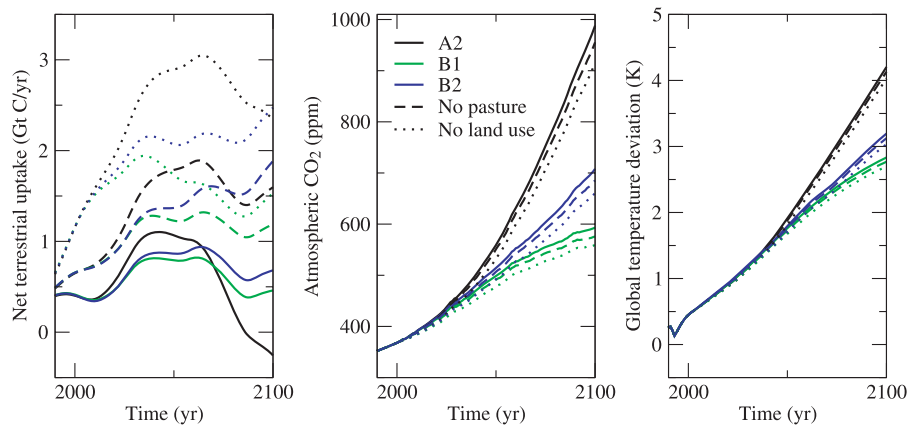 Net terrestrial uptake (Gt C/yr)
3
2
1
0
2000
2100
Time (yr)
Atmospheric CO2 (ppm)
1000
800
600
400
A2
B1
B2
No pasture
No land use
2000
2100
Time (yr)
Global temperature deviation (K)
5
4
3
2
1
0
2000
2100
Time (yr)